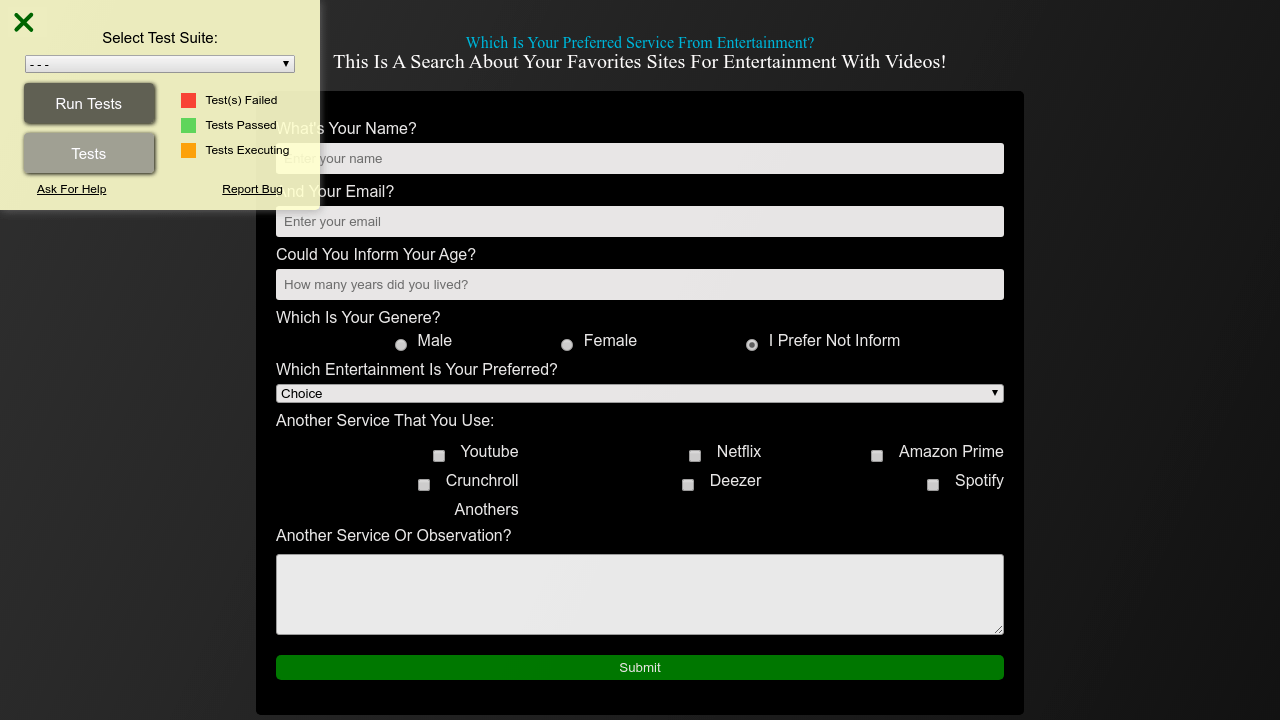 Select Test Suite:
- - -
Run Tests
Tests
Test(s) Failed
Tests Passed
Tests Executing
Ask For Help
Report Bug
Which Is Your Preferred Service From Entertainment?
This Is A Search About Your Favorites Sites For Entertainment With Videos!
What's Your Name?
Enter your name
And Your Email?
Enter your email
Could You Inform Your Age?
How many years did you lived?
Which Is Your Genere?
Male
Female
I Prefer Not Inform
Which Entertainment Is Your Preferred?
Choice
Another Service That You Use:
Youtube
Netflix
Amazon Prime
Crunchroll
Deezer
Spotify
Anothers
Another Service Or Observation?
Submit